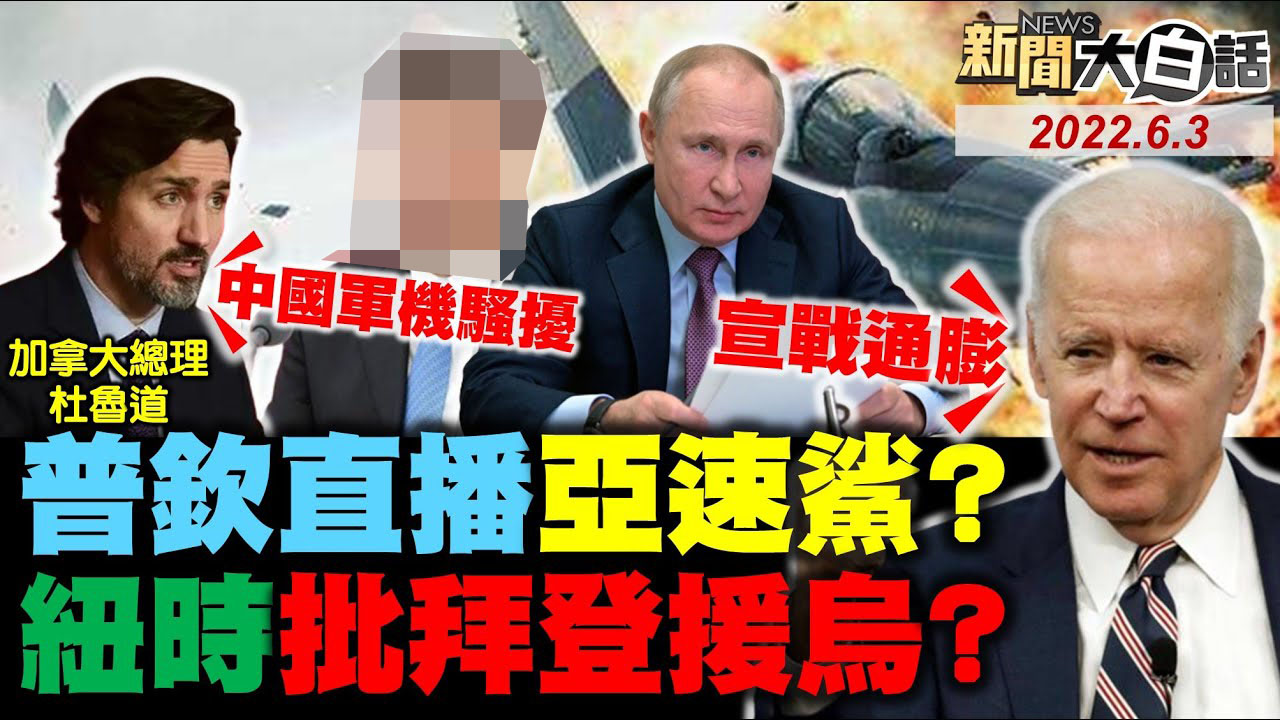 NEWS
新聞大白話
2022.6.3
中國軍機騷擾
宣戰通膨
加拿大總理
杜魯道
普欽直播亞速鯊?
紐時批拜登援烏?